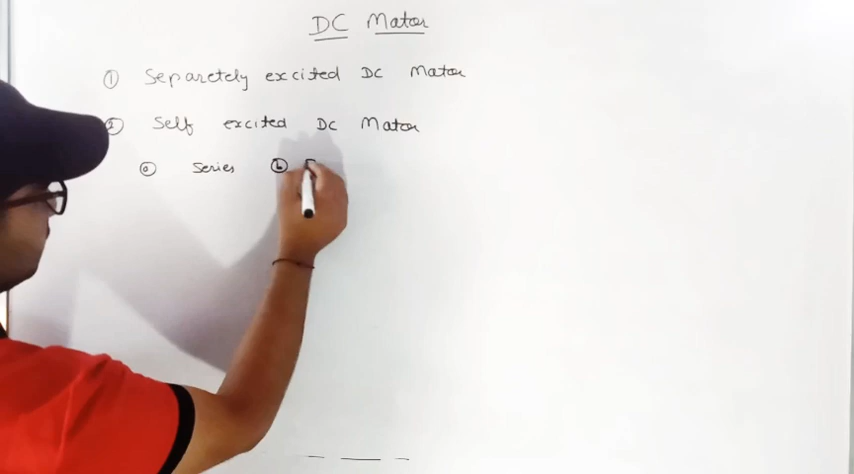 DC Mator
① Separetely excited DC Mator
② Self excited DC Mator
ⓐ Series ⓑ